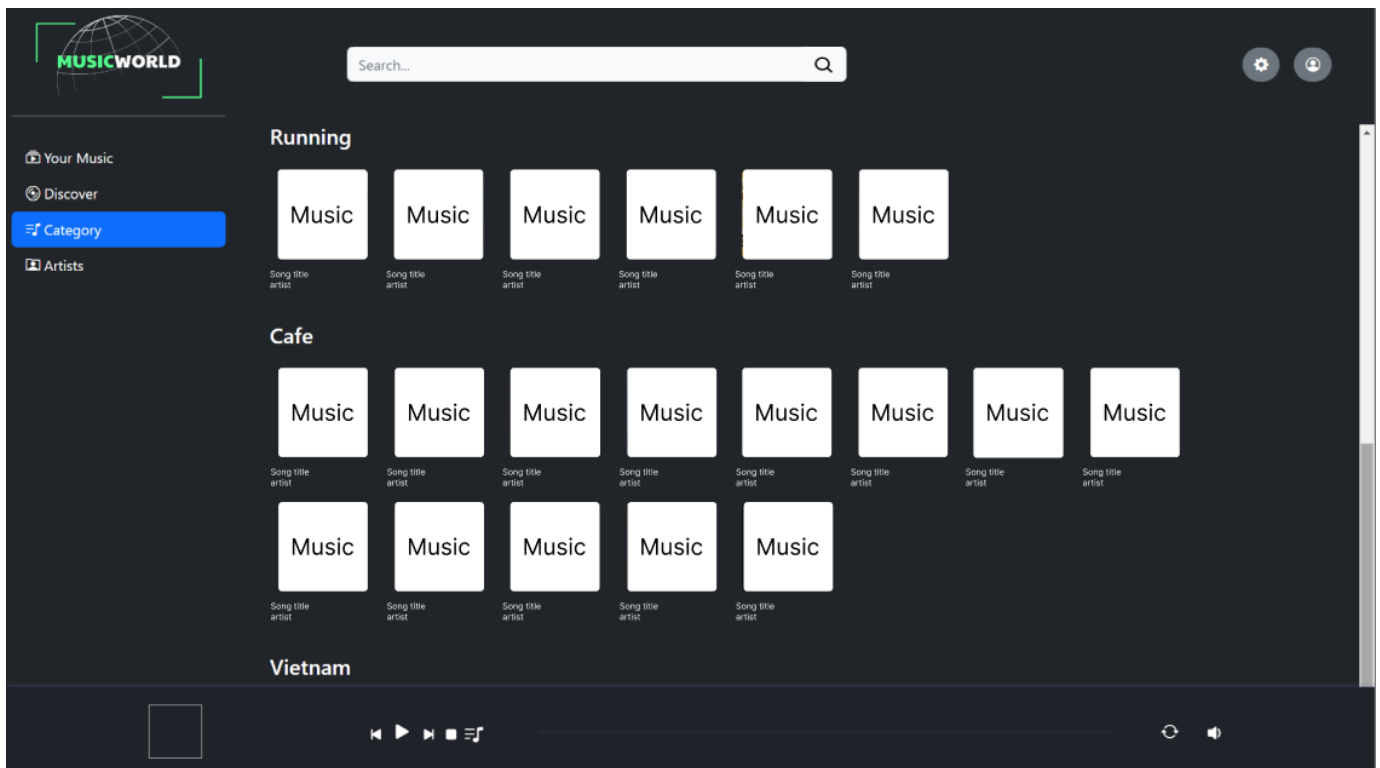 MUSICWORLD
Search...
Your Music
Discover
Category
Artists
Running
Music Music Music Music Music Music
Song title Song title Song title Song title Song title Song title
artist artist artist artist artist artist
Cafe
Music Music Music Music Music Music Music Music
Song title Song title Song title Song title Song title Song title Song title Song title
artist artist artist artist artist artist artist artist
Music Music Music Music Music
Song title Song title Song title Song title Song title
artist artist artist artist artist
Vietnam